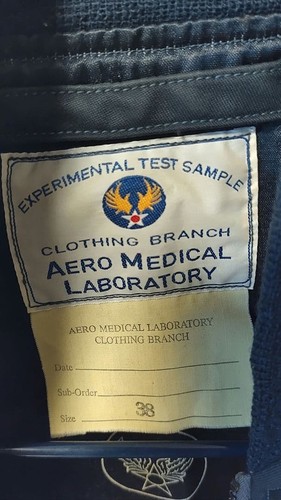 EXPERIMENTAL TEST SAMPLE
CLOTHING BRANCH
AERO MEDICAL
LABORATORY
AERO MEDICAL LABORATORY
CLOTHING BRANCH
Date
Sub-Order
Size 38